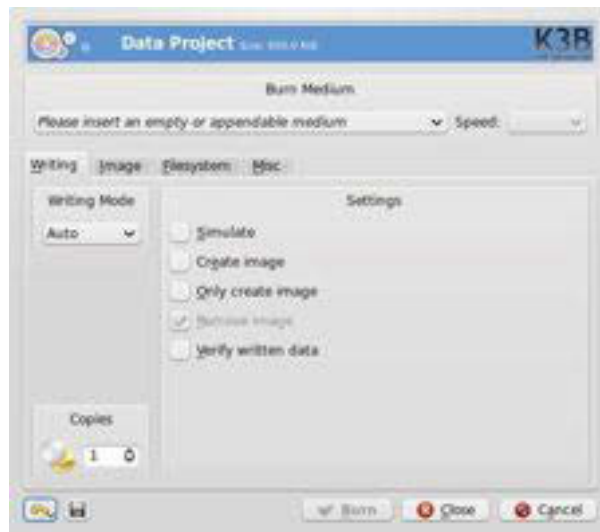 Data Project
K3B
Burn Medium
Please insert an empty or appendable medium
Speed:
Writing
Image
Filesystem
Misc
Writing Mode
Auto
Settings
Simulate
Create image
Only create image
Remove image
Verify written data
Copies
1
Burn
Close
Cancel